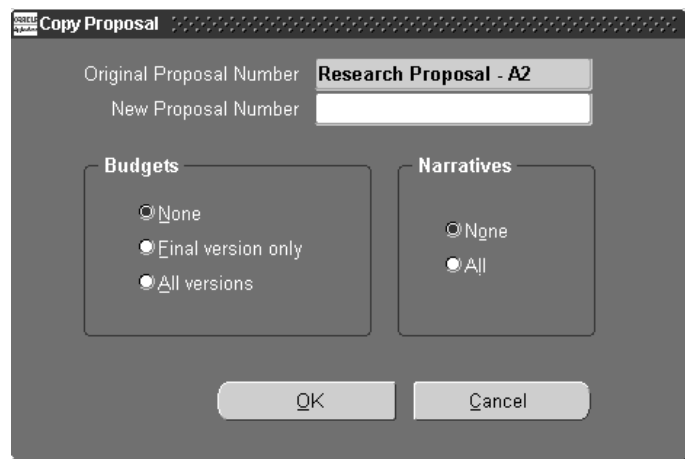 Copy Proposal
Original Proposal Number Research Proposal - A2
New Proposal Number
Budgets
None
Final version only
All versions
Narratives
None
All
OK Cancel